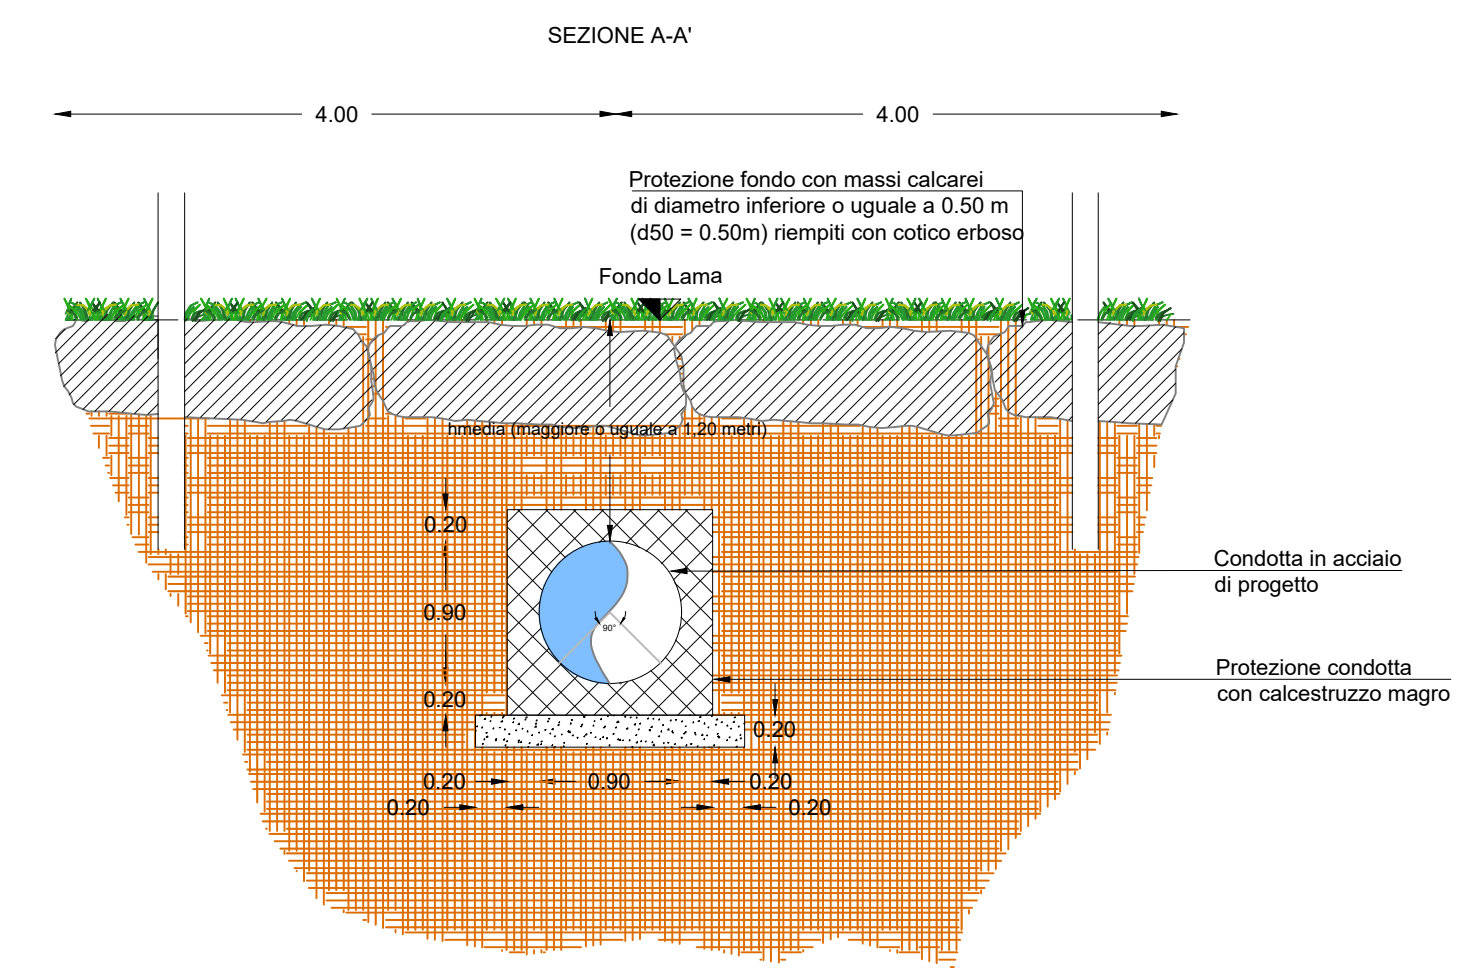 SEZIONE A-A'
4.00
4.00
Protezione fondo con massi calcarei
di diametro inferiore o uguale a 0.50 m
(d50 = 0.50m) riempiti con cotico erboso
Fondo Lama
hmedia (maggiore o uguale a 1,20 metri)
0.20
0.90
0.20
90°
Condotta in acciaio
di progetto
Protezione condotta
con calcestruzzo magro
0.20
0.20
0.90
0.20
0.20
0.20